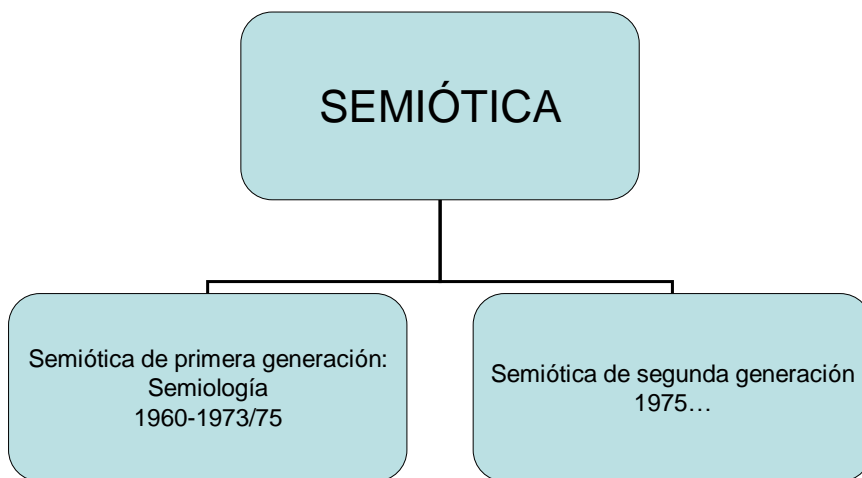 SEMIÓTICA
Semiótica de primera generación:
Semiología
1960-1973/75
Semiótica de segunda generación
1975…